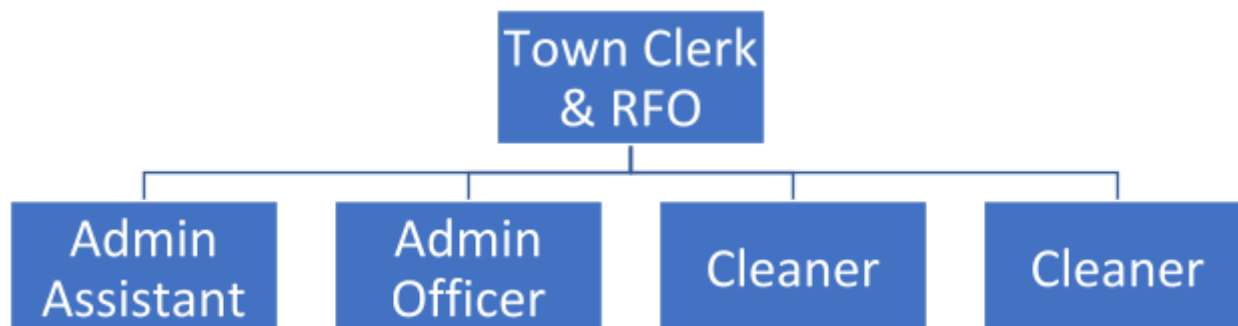 Town Clerk
& RFO
Admin
Assistant
Admin
Officer
Cleaner
Cleaner